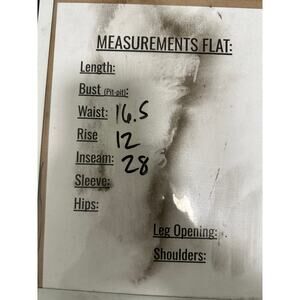 MEASUREMENTS FLAT:
Length:
Bust (Pit-pit):
Waist: 16.5
Rise 12
Inseam: 28
Sleeve:
Hips:
Leg Opening:
Shoulders: